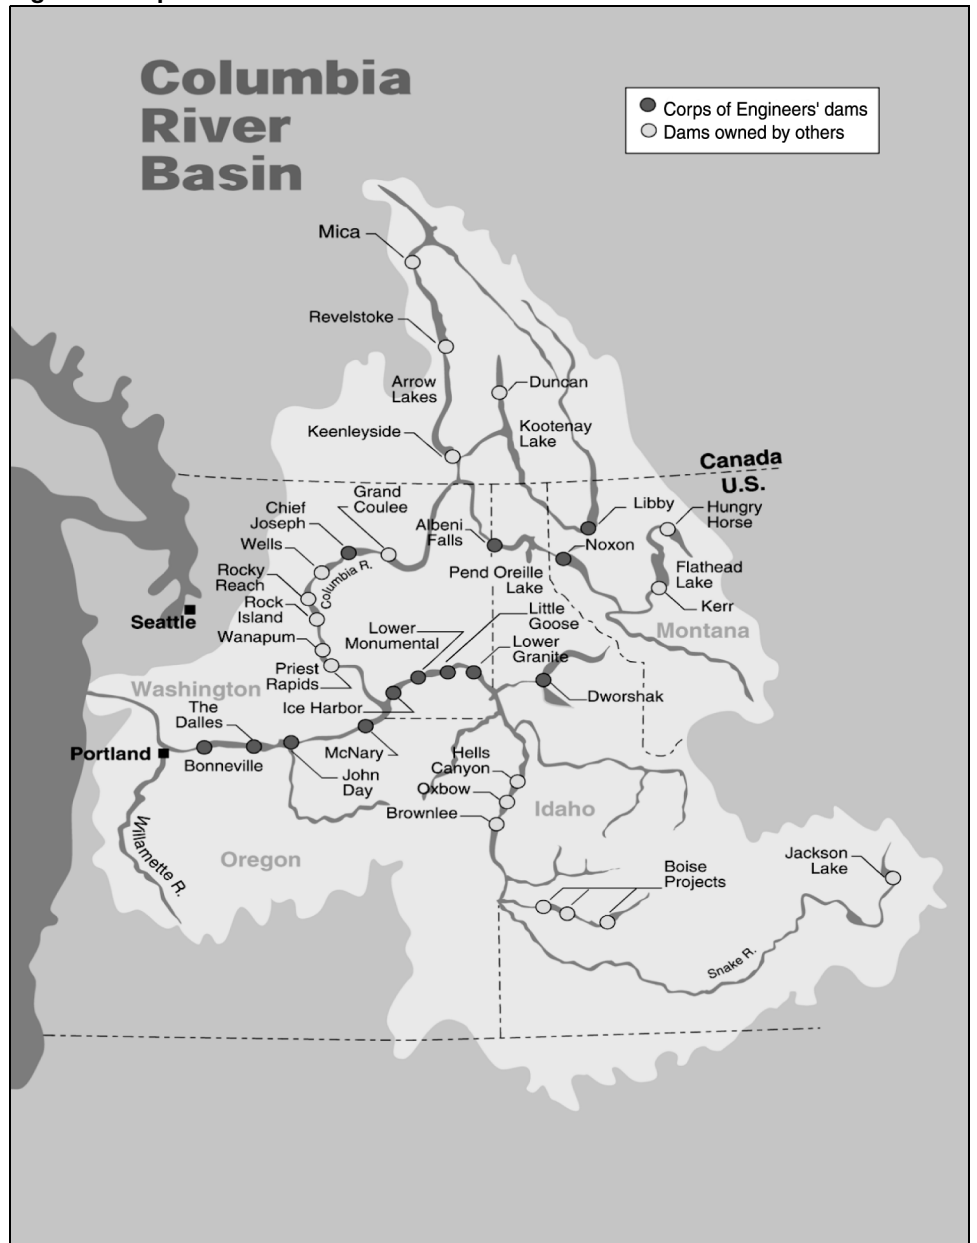 Columbia
River
Basin
Corps of Engineers' dams
Dams owned by others
Mica
Revelstoke
Arrow
Lakes
Duncan
Keenleyside
Kootenay
Lake
Canada
U.S.
Grand
Coulee
Chief
Joseph
Albeni
Falls
Libby
Hungry
Horse
Wells
Noxon
Columbia R.
Rocky
Reach
Pend Oreille
Lake
Flathead
Lake
Rock
Island
Kerr
Seattle
Little
Goose
Wanapum
Lower
Monumental
Lower
Granite
Montana
Priest
Rapids
Washington
Ice Harbor
Dworshak
The
Dalles
Portland
Bonneville
McNary
John
Day
Hells
Canyon
Oxbow
Brownlee
Idaho
Willamette R.
Oregon
Boise
Projects
Jackson
Lake
Snake R.